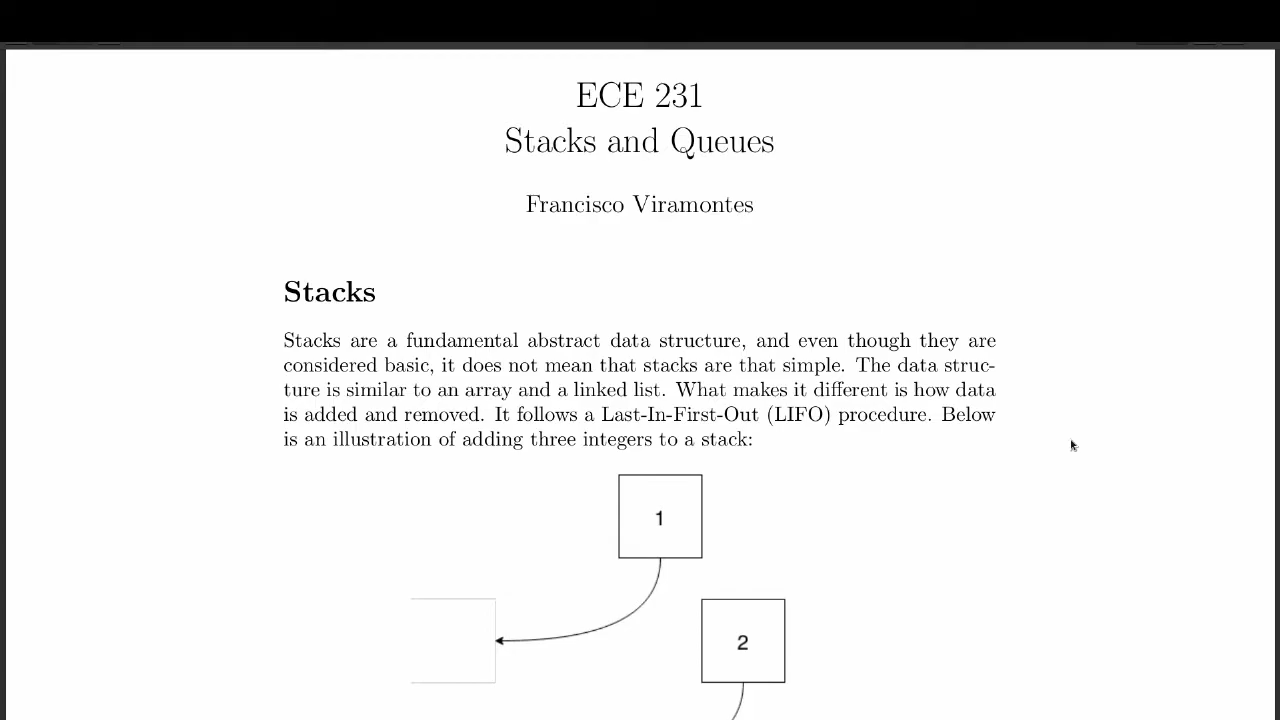 ECE 231
Stacks and Queues
Francisco Viramontes
Stacks
Stacks are a fundamental abstract data structure, and even though they are
considered basic, it does not mean that stacks are that simple. The data struc-
ture is similar to an array and a linked list. What makes it different is how data
is added and removed. It follows a Last-In-First-Out (LIFO) procedure. Below
is an illustration of adding three integers to a stack:
1
2